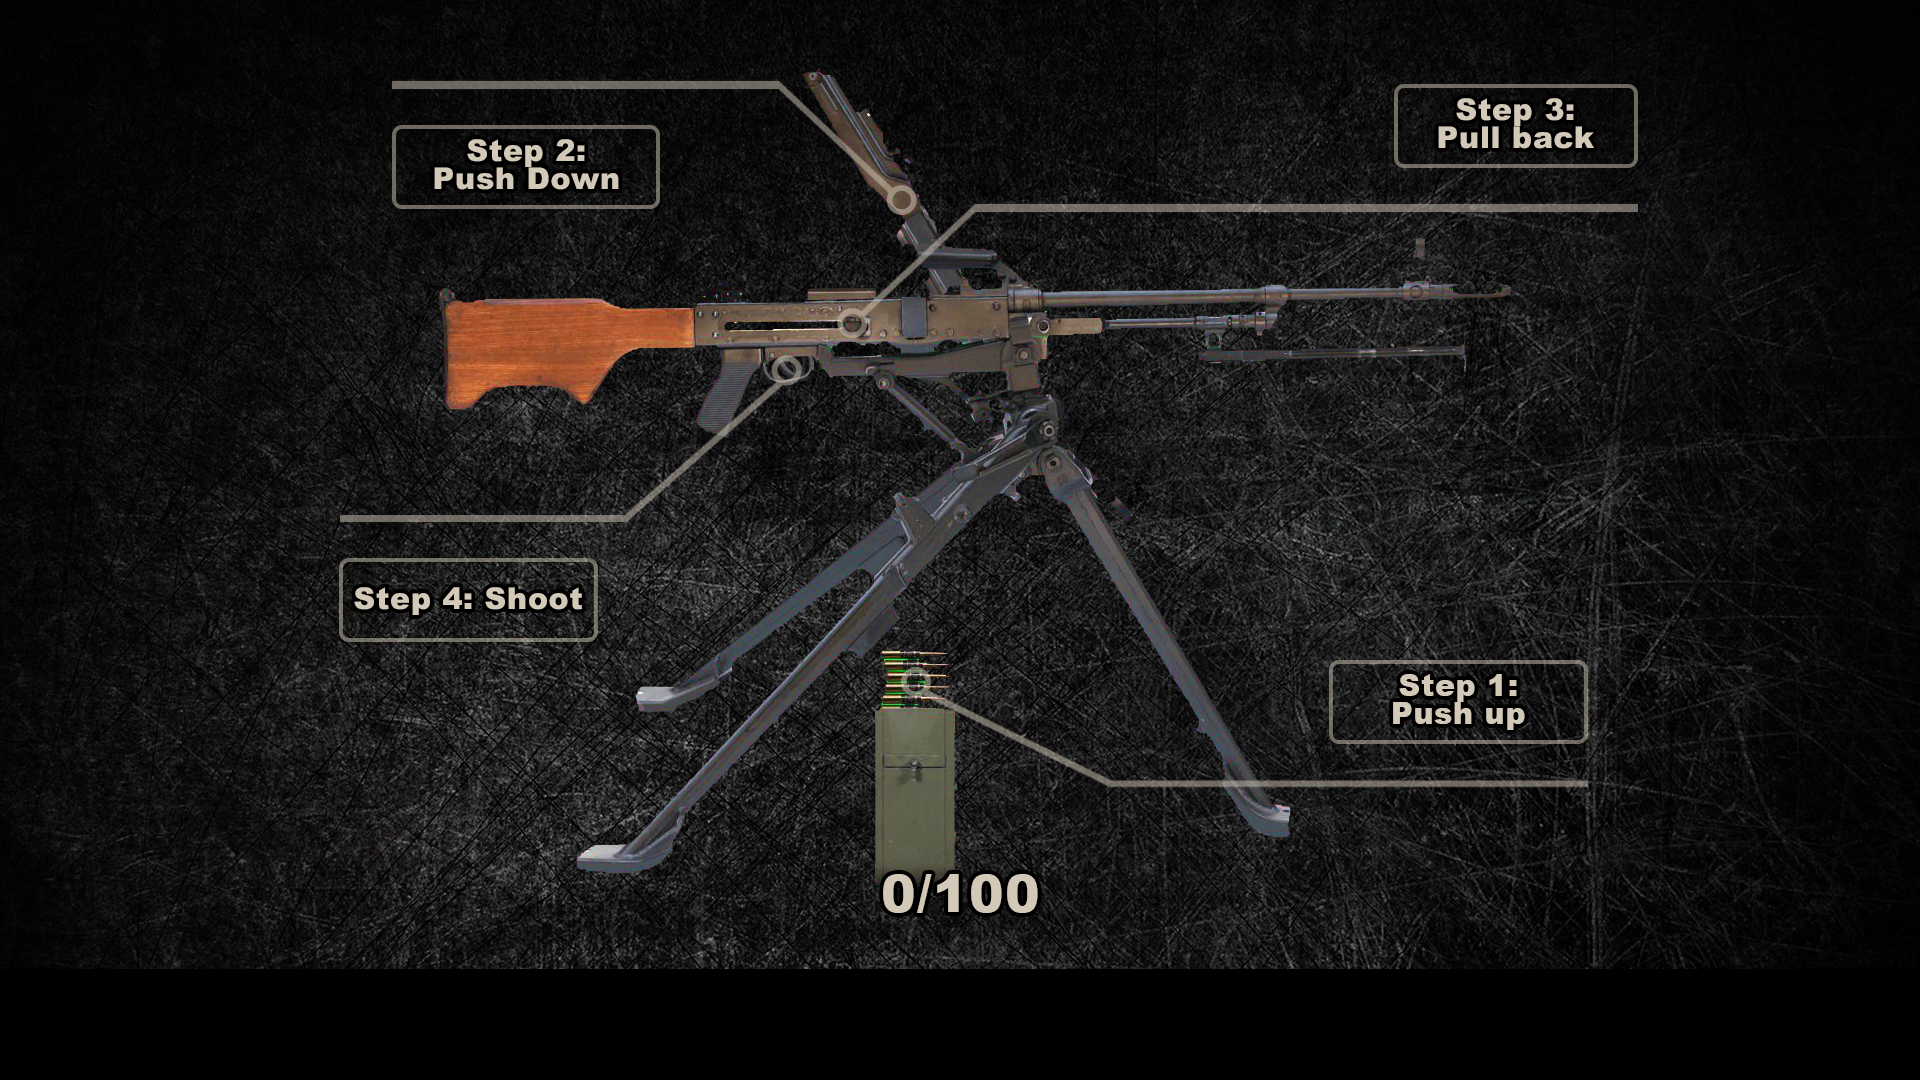 Step 2:
Push Down
Step 3:
Pull back
Step 4: Shoot
Step 1:
Push up
0/100